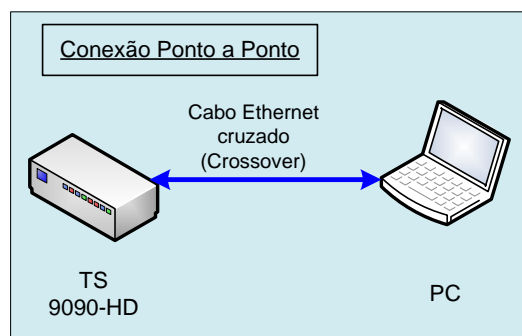 Conexão Ponto a Ponto
Cabo Ethernet
cruzado
(Crossover)
TS
9090-HD
PC